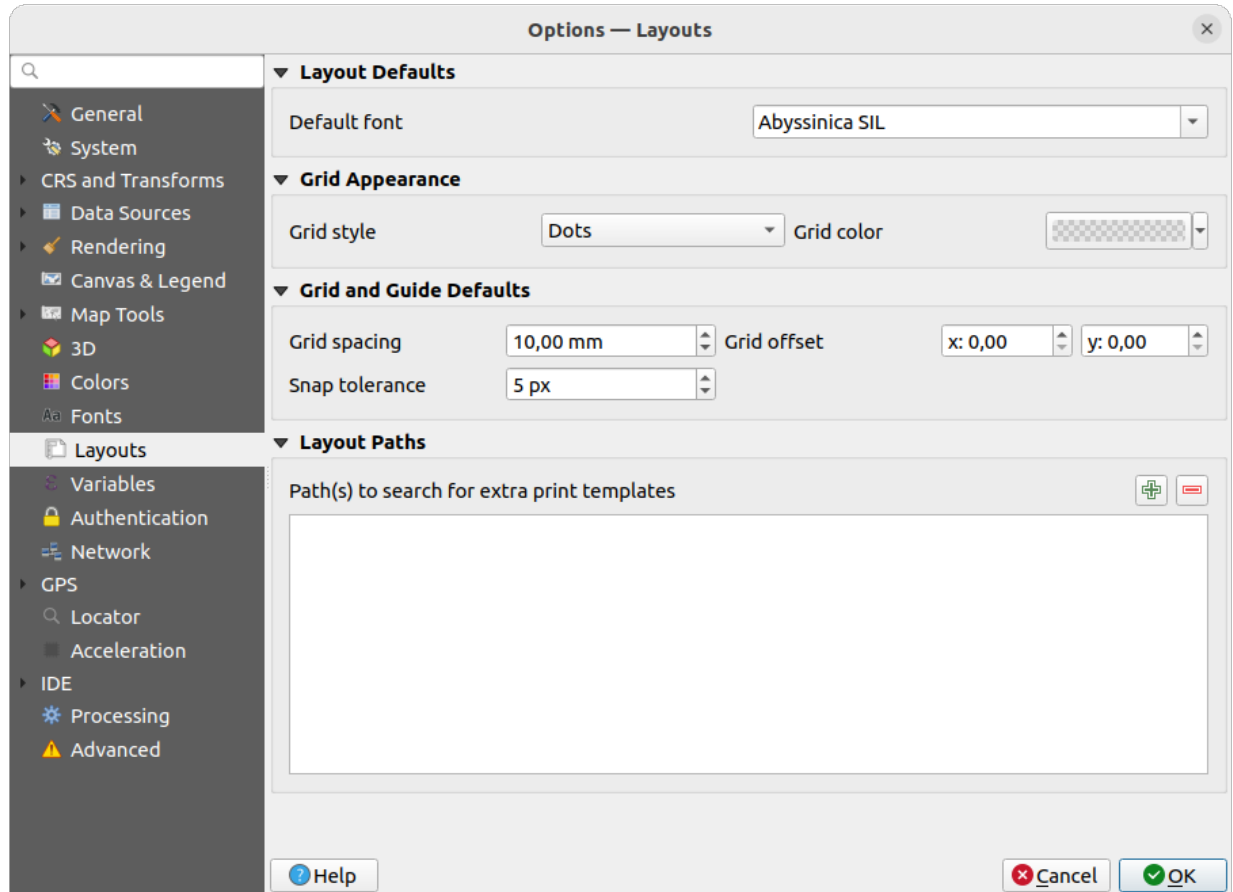 Options — Layouts
General
System
CRS and Transforms
Data Sources
Rendering
Canvas & Legend
Map Tools
3D
Colors
Fonts
Layouts
Variables
Authentication
Network
GPS
Locator
Acceleration
IDE
Processing
Advanced
Layout Defaults
Default font Abyssinica SIL
Grid Appearance
Grid style Dots Grid color
Grid and Guide Defaults
Grid spacing 10,00 mm Grid offset x: 0,00 y: 0,00
Snap tolerance 5 px
Layout Paths
Path(s) to search for extra print templates
Help Cancel OK